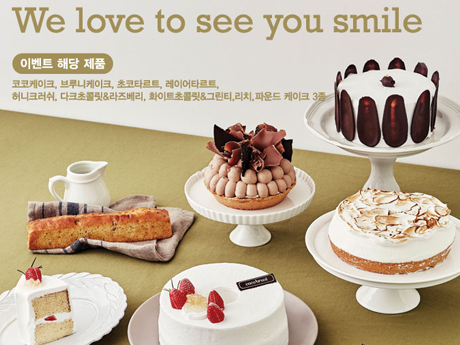 We love to see you smile
이벤트 해당 제품
코코케이크, 브루니케이크, 초코타르트, 레이어타르트,
허니크러쉬, 다크초콜릿&라즈베리, 화이트초콜릿&그린티,리치,파운드 케이크 3종